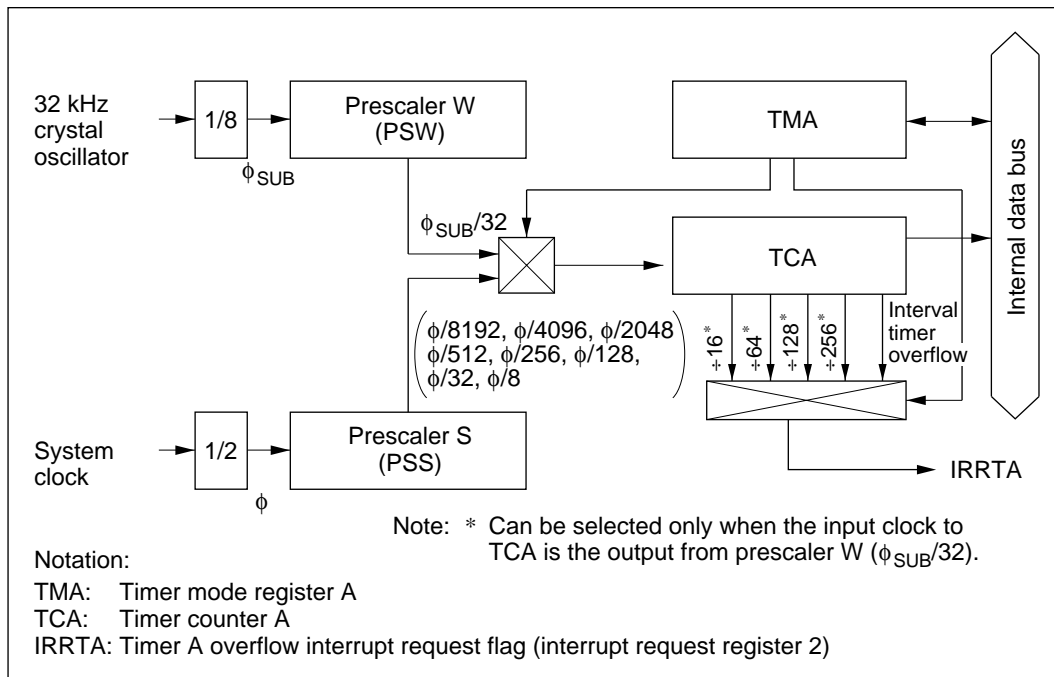 32 kHz
crystal
oscillator
1/8
ϕSUB
Prescaler W
(PSW)
TMA
ϕSUB/32
TCA
Internal data bus
÷16*
÷64*
÷128*
÷256*
Interval
timer
overflow
ϕ/8192, ϕ/4096, ϕ/2048
ϕ/512, ϕ/256, ϕ/128,
ϕ/32, ϕ/8
System
clock
1/2
ϕ
Prescaler S
(PSS)
IRRTA
Note: * Can be selected only when the input clock to
TCA is the output from prescaler W (ϕSUB/32).
Notation:
TMA: Timer mode register A
TCA: Timer counter A
IRRTA: Timer A overflow interrupt request flag (interrupt request register 2)